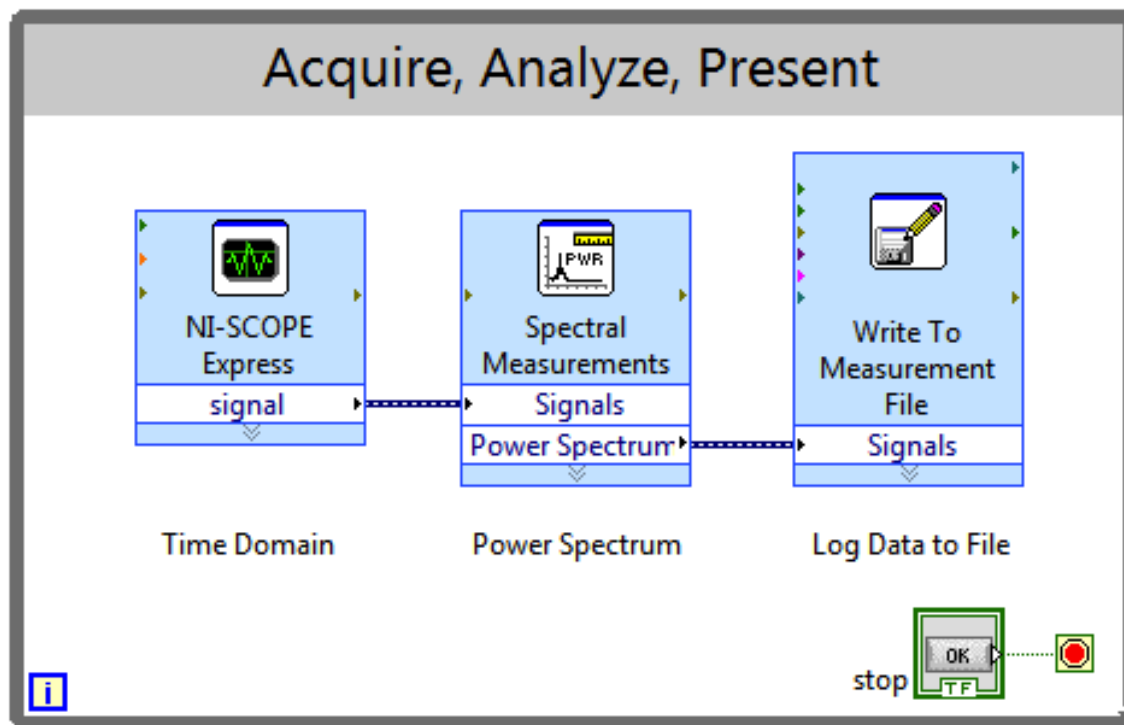 Acquire, Analyze, Present
NI-SCOPE
Express
signal
PWR
Spectral
Measurements
Signals
Power Spectrum
Write To
Measurement
File
Signals
Time Domain
Power Spectrum
Log Data to File
stop
OK
TF
i